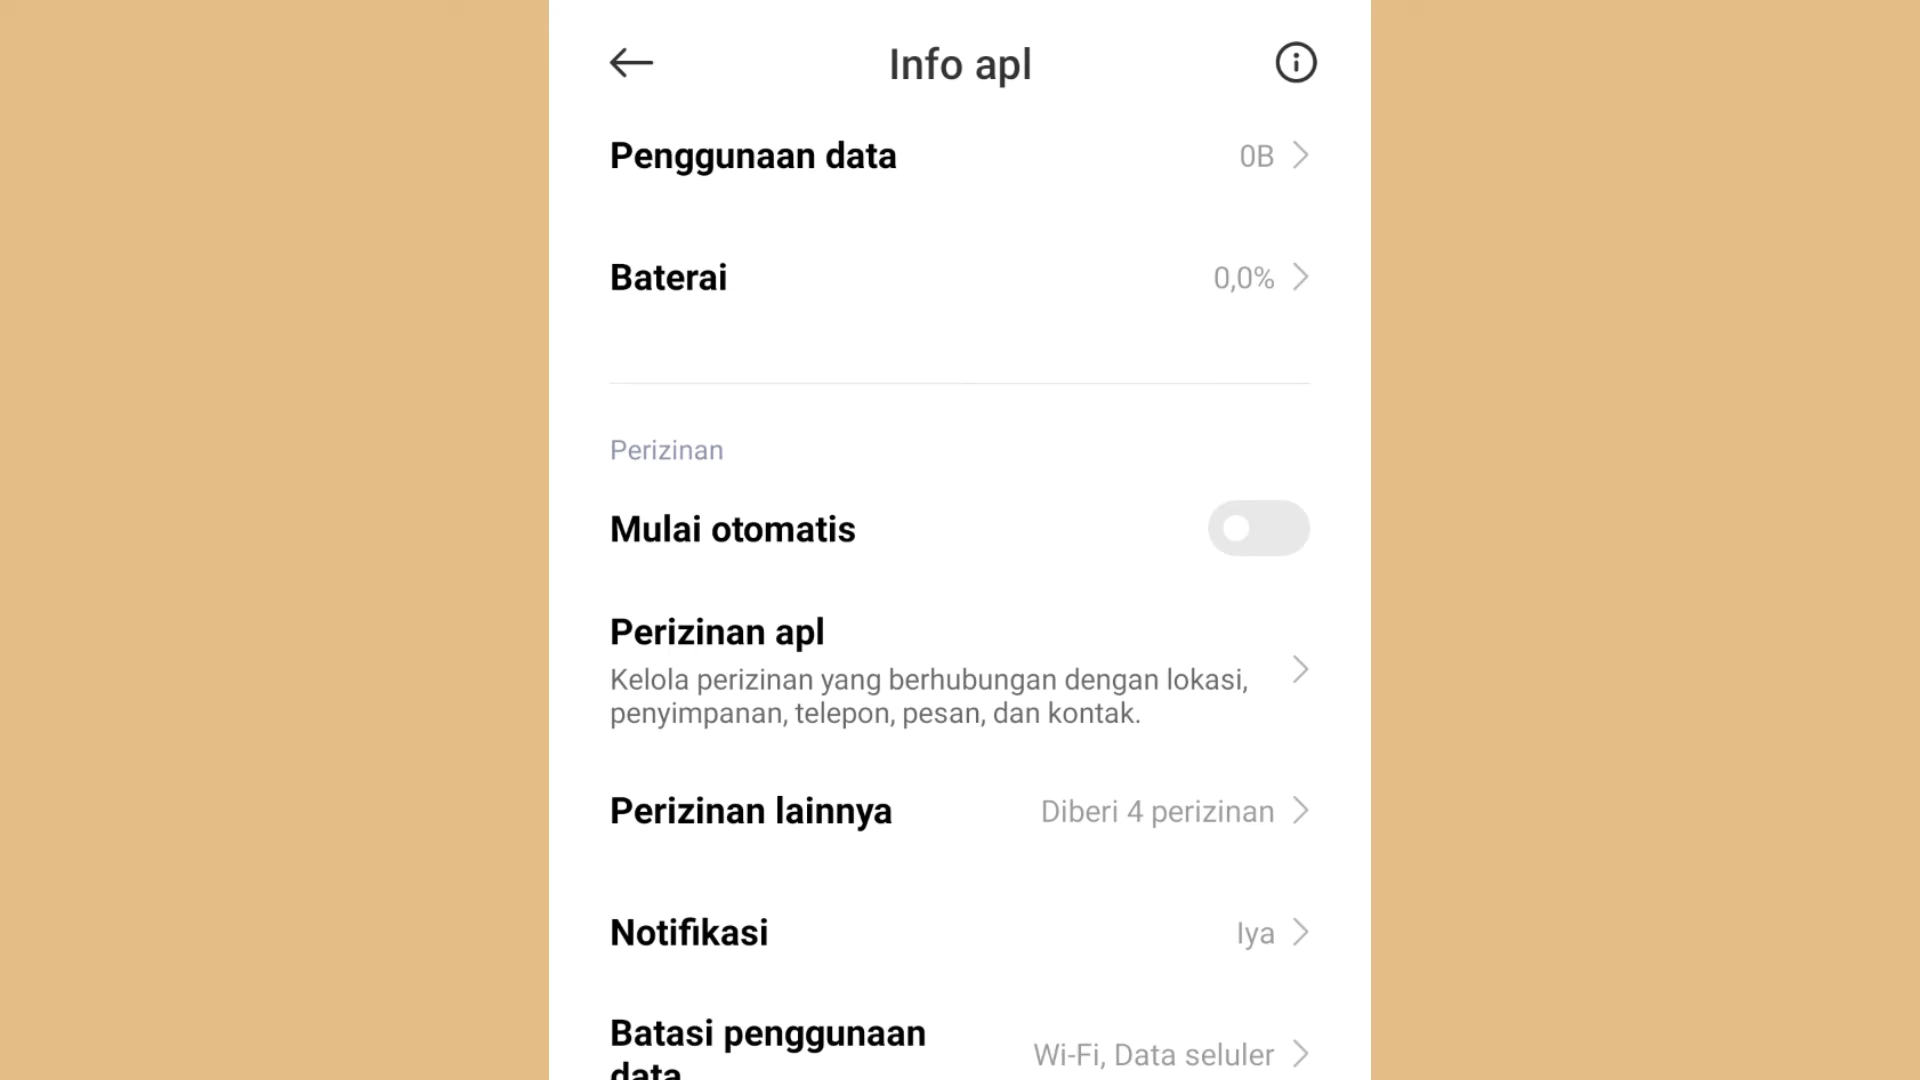 Info apl
Penggunaan data 0B
Baterai 0,0%
Perizinan
Mulai otomatis
Perizinan apl
Kelola perizinan yang berhubungan dengan lokasi,
penyimpanan, telepon, pesan, dan kontak.
Perizinan lainnya Diberi 4 perizinan
Notifikasi Iya
Batasi penggunaan
data Wi-Fi, Data seluler